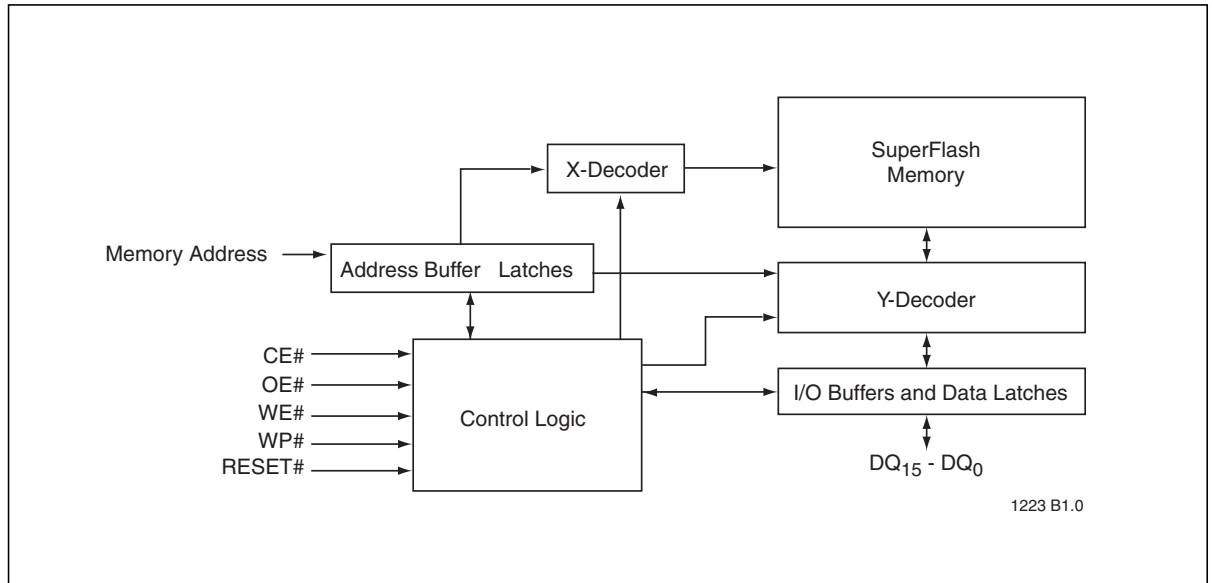 SuperFlash
Memory
X-Decoder
Memory Address
Address Buffer Latches
Y-Decoder
CE#
OE#
WE#
WP#
RESET#
Control Logic
I/O Buffers and Data Latches
DQ15 - DQ0
1223 B1.0